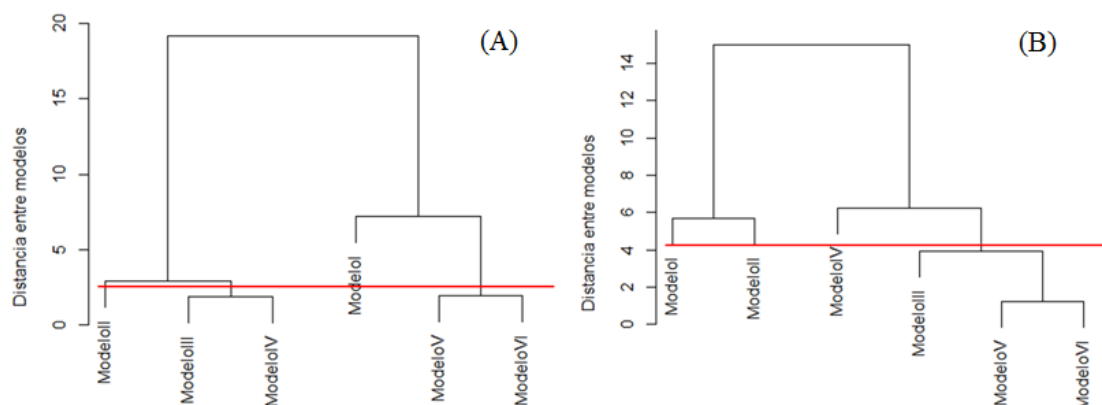 (A)
Distancia entre modelos
20
15
10
5
0
ModeloII
ModeloIII
ModeloIV
ModeloI
ModeloV
ModeloVI
(B)
Distancia entre modelos
14
12
10
8
6
4
2
0
ModeloI
ModeloII
ModeloIV
ModeloIII
ModeloV
ModeloVI